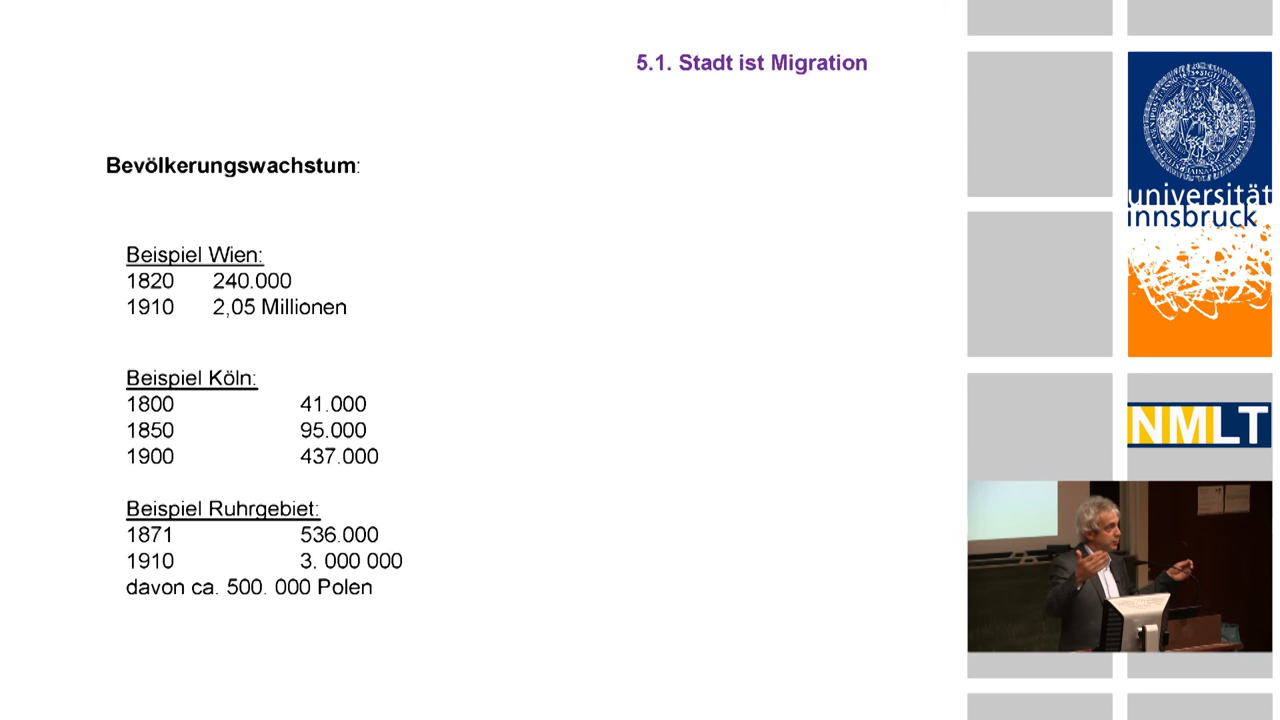 5.1. Stadt ist Migration
Bevölkerungswachstum:
Beispiel Wien:
1820 240.000
1910 2,05 Millionen
Beispiel Köln:
1800 41.000
1850 95.000
1900 437.000
Beispiel Ruhrgebiet:
1871 536.000
1910 3. 000 000
davon ca. 500. 000 Polen
universität
innsbruck
NMLT